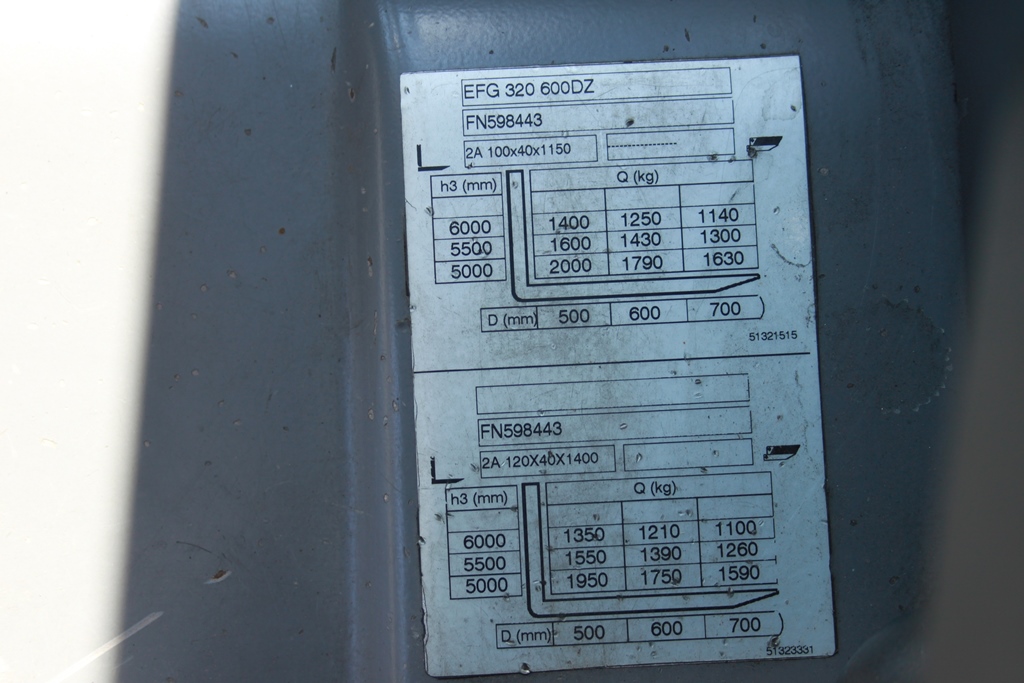 EFG 320 600DZ
FN598443
2A 100x40x1150 --------------------
h3 (mm) Q (kg)
6000 1400 1250 1140
5500 1600 1430 1300
5000 2000 1790 1630
D (mm) 500 600 700
51321515
FN598443
2A 120X40X1400
h3 (mm) Q (kg)
6000 1350 1210 1100
5500 1550 1390 1260
5000 1950 1750 1590
D (mm) 500 600 700
51323331